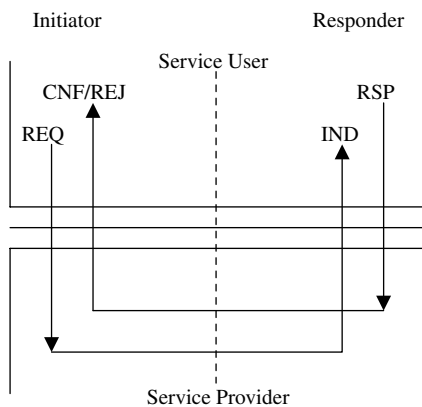 Initiator
Responder
Service User
CNF/REJ
RSP
REQ
IND
Service Provider